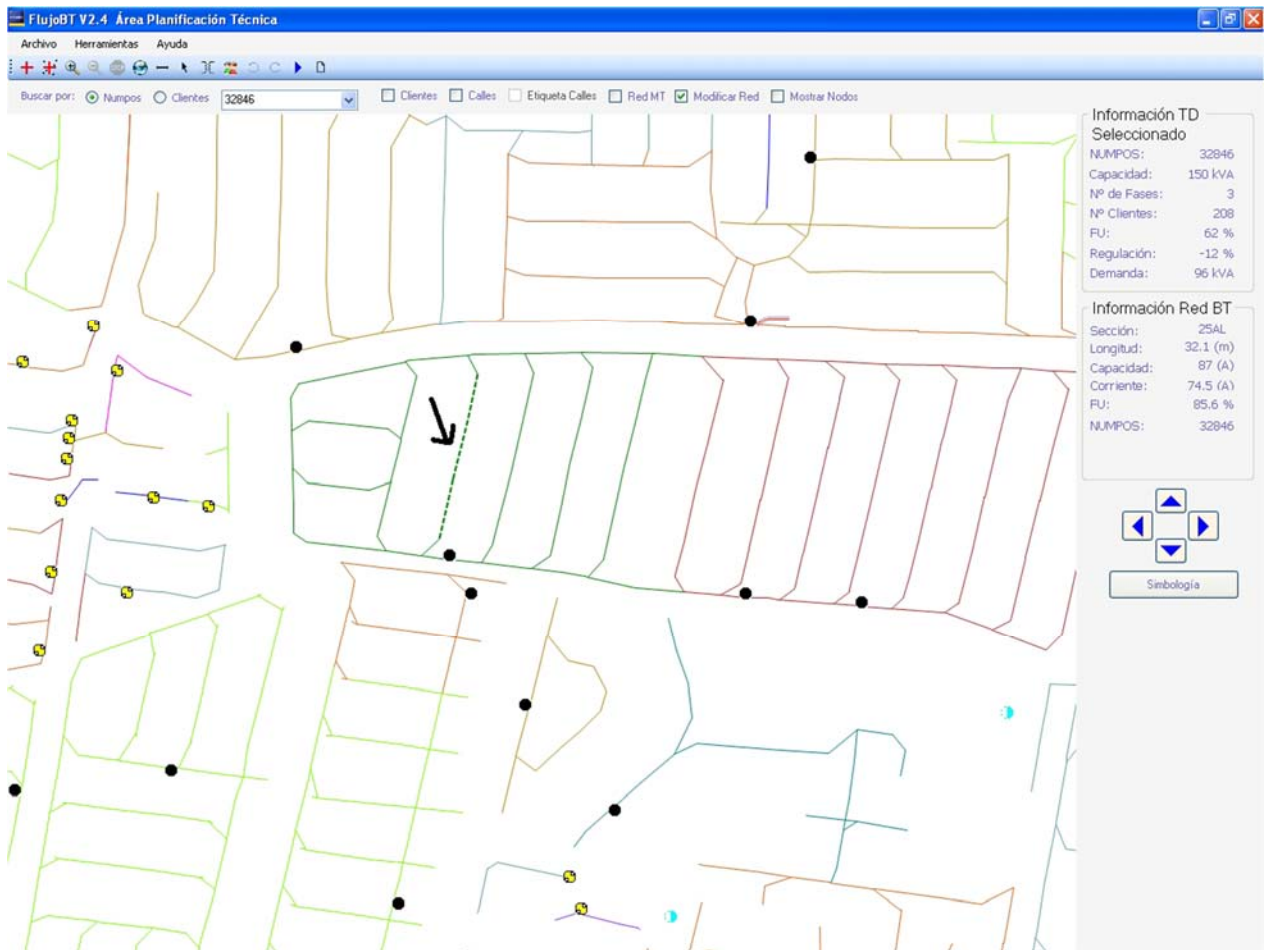 FlujoBT V2.4 Área Planificación Técnica
Archivo Herramientas Ayuda
Buscar por: Numpos Clientes 32846 Clientes Calles Etiqueta Calles Red MT Modificar Red Mostrar Nodos
Información TD
Seleccionado
NUMPOS: 32846
Capacidad: 150 kVA
Nº de Fases: 3
Nº Clientes: 208
FU: 62 %
Regulación: -12 %
Demanda: 96 kVA
Información Red BT
Sección: 25AL
Longitud: 32.1 (m)
Capacidad: 87 (A)
Corriente: 74.5 (A)
FU: 85.6 %
NUMPOS: 32846
Simbología